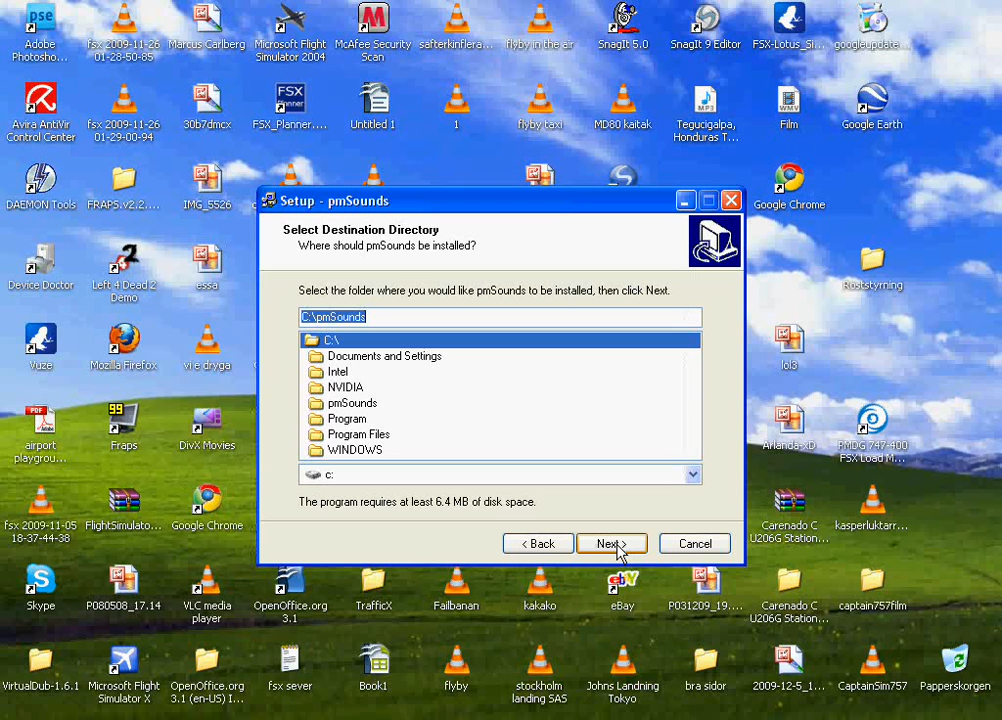 Adobe
Photosho...
fsx 2009-11-26
01-28-50-85
Marcus Carlberg
Microsoft Flight
Simulator 2004
McAfee Security
Scan
safterkinflera...
flyby in the air
SnagIt 5.0
SnagIt 9 Editor
FSX-Lotus_Si...
googleupdate...
Avira AntiVir
Control Center
fsx 2009-11-26
01-29-00-94
30b7dmcx
FSX_Planner....
Untitled 1
1
flyby taxi
MD80 kaitak
Tegucigalpa,
Honduras T...
Film
Google Earth
DAEMON Tools
FRAPS.v2.2....
IMG_5526
Google Chrome
Setup - pmSounds
Select Destination Directory
Where should pmSounds be installed?
Select the folder where you would like pmSounds to be installed, then click Next.
C:\pmSounds
C:\
Documents and Settings
Intel
NVIDIA
pmSounds
Program
Program Files
WINDOWS
c:
The program requires at least 6.4 MB of disk space.
< Back
Next >
Cancel
Device Doctor
Left 4 Dead 2
Demo
essa
Roststyrning
Vuze
Mozilla Firefox
vi e dryga
lol3
airport
playgrou...
Fraps
DivX Movies
Arlanda-xD
PMDG 747-400
FSX Load M...
fsx 2009-11-05
18-37-44-38
FlightSimulato...
Google Chrome
Carenado C
U206G Station...
kasperluktarr...
Skype
P080508_17.14
VLC media
player
OpenOffice.org
3.1
TrafficX
Failbanan
kakako
eBay
P031209_19....
Carenado C
U206G Station...
captain757film
VirtualDub-1.6.1
Microsoft Flight
Simulator X
OpenOffice.org
3.1 (en-US) I...
fsx sever
Book1
flyby
stockholm
landing SAS
Johns Landning
Tokyo
bra sidor
2009-12-5_1...
CaptainSim757
Papperskorgen